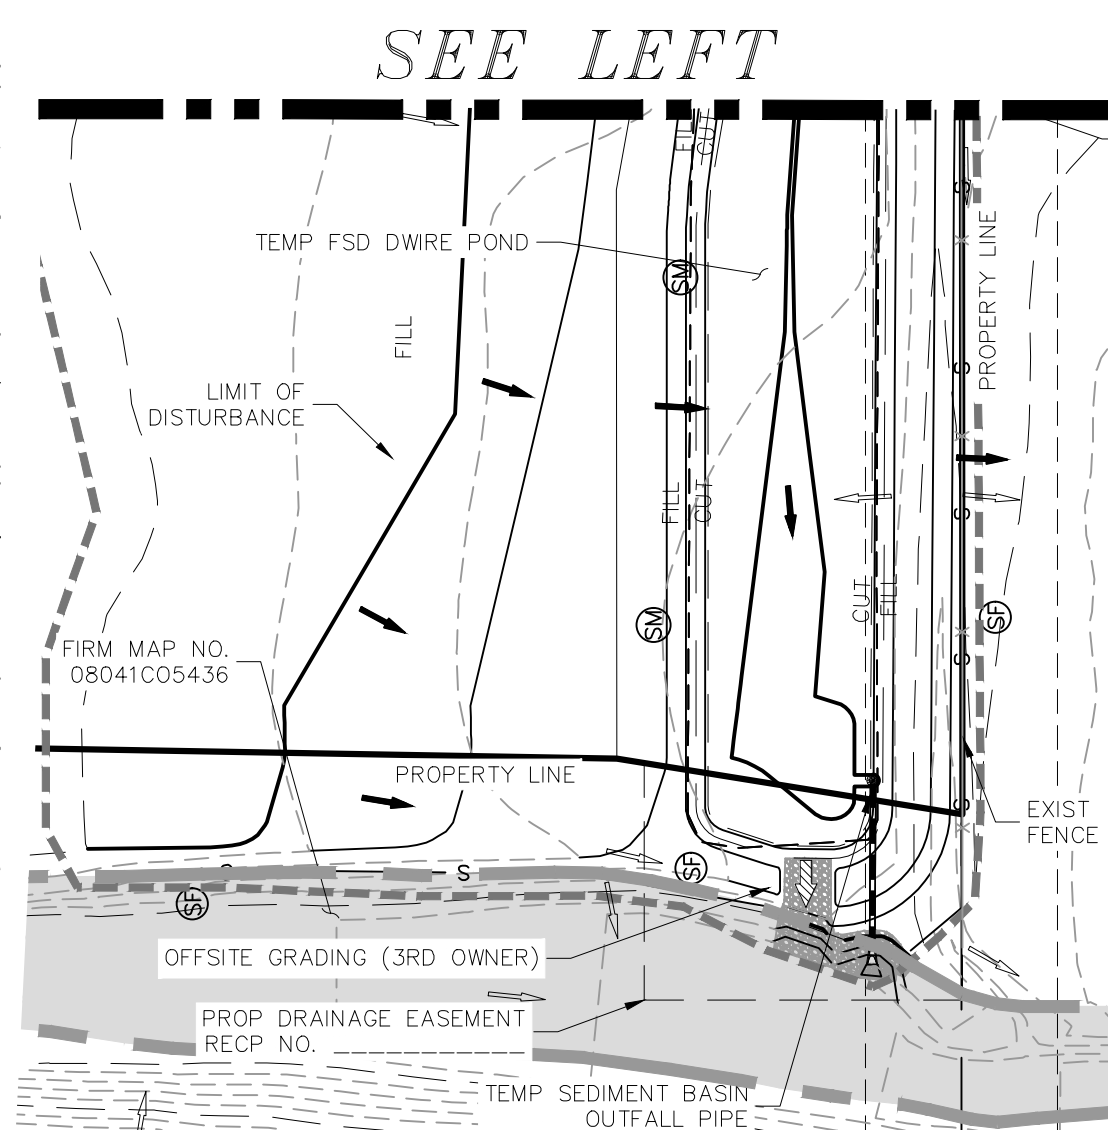 SEE LEFT
FILL
CUT
S
PROPERTY LINE
TEMP FSD DWIRE POND
SM
FILL
S
LIMIT OF
DISTURBANCE
FILL
CUT
S
CUT
FILL
SM
SF
FIRM MAP NO.
08041C05436
S
PROPERTY LINE
S
EXIST
FENCE
S
SF
SF
OFFSITE GRADING (3RD OWNER)
PROP DRAINAGE EASEMENT
RECP NO. ______________
TEMP SEDIMENT BASIN
OUTFALL PIPE